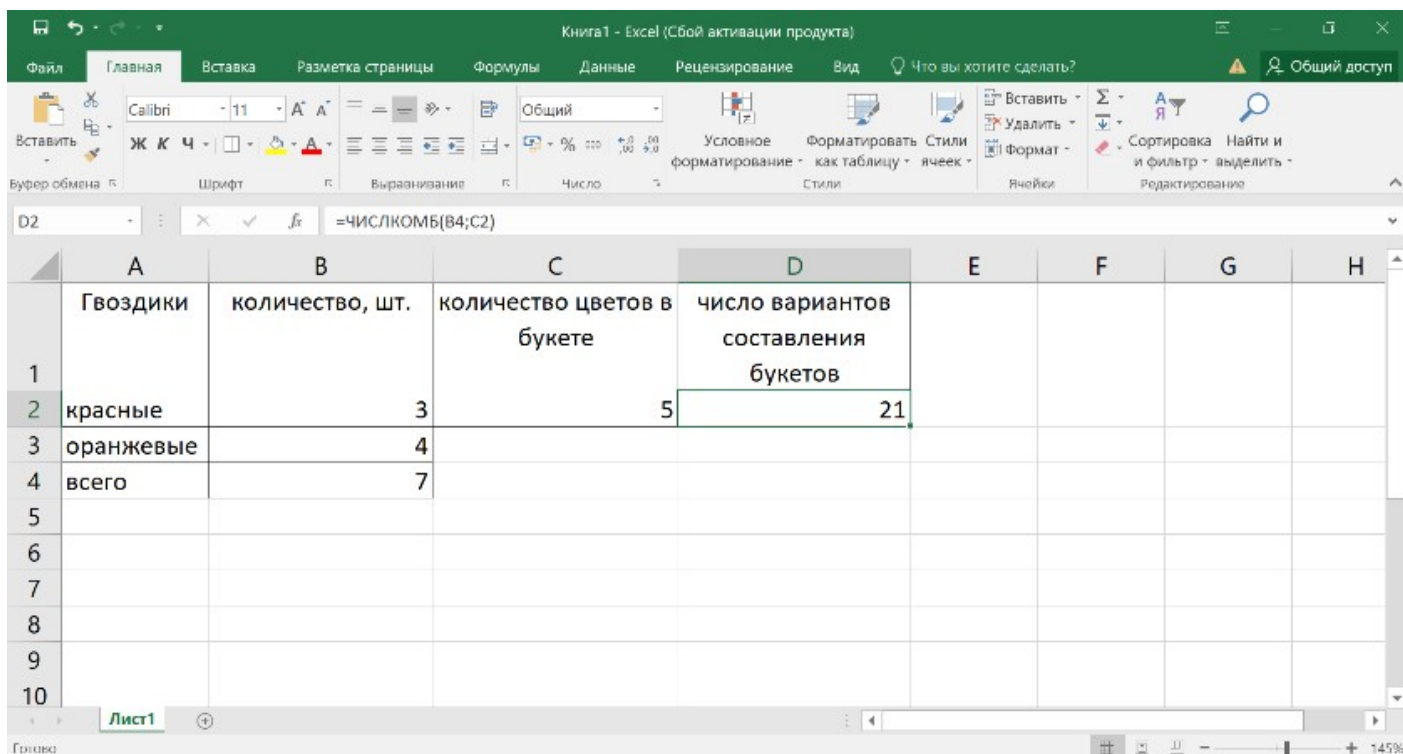 Книга1 - Excel (Сбой активации продукта)
Файл Главная Вставка Разметка страницы Формулы Данные Рецензирование Вид Что вы хотите сделать? Общий доступ
Вставить
Calibri 11
Ж К Ч
Общий
Условное форматирование
Форматировать как таблицу
Стили ячеек
Вставить
Удалить
Формат
Сортировка и фильтр
Найти и выделить
Буфер обмена Шрифт Выравнивание Число Стили Ячейки Редактирование
D2 fx =ЧИСЛКОМБ(B4;C2)
A B C D E F G H
1 Гвоздики количество, шт. количество цветов в букете число вариантов составления букетов
2 красные 3 5 21
3 оранжевые 4
4 всего 7
5
6
7
8
9
10
Лист1
Готово 145%